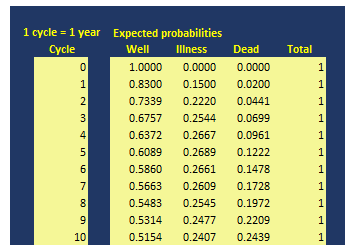 1 cycle = 1 year Expected probabilities
Cycle Well Illness Dead Total
0 1.0000 0.0000 0.0000 1
1 0.8300 0.1500 0.0200 1
2 0.7339 0.2220 0.0441 1
3 0.6757 0.2544 0.0699 1
4 0.6372 0.2667 0.0961 1
5 0.6089 0.2689 0.1222 1
6 0.5860 0.2661 0.1478 1
7 0.5663 0.2609 0.1728 1
8 0.5483 0.2545 0.1972 1
9 0.5314 0.2477 0.2209 1
10 0.5154 0.2407 0.2439 1